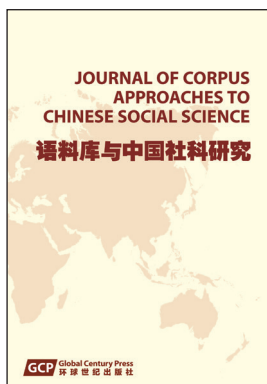 JOURNAL OF CORPUS
APPROACHES TO
CHINESE SOCIAL SCIENCE
语料库与中国社科研究
GCP Global Century Press
环球世纪出版社